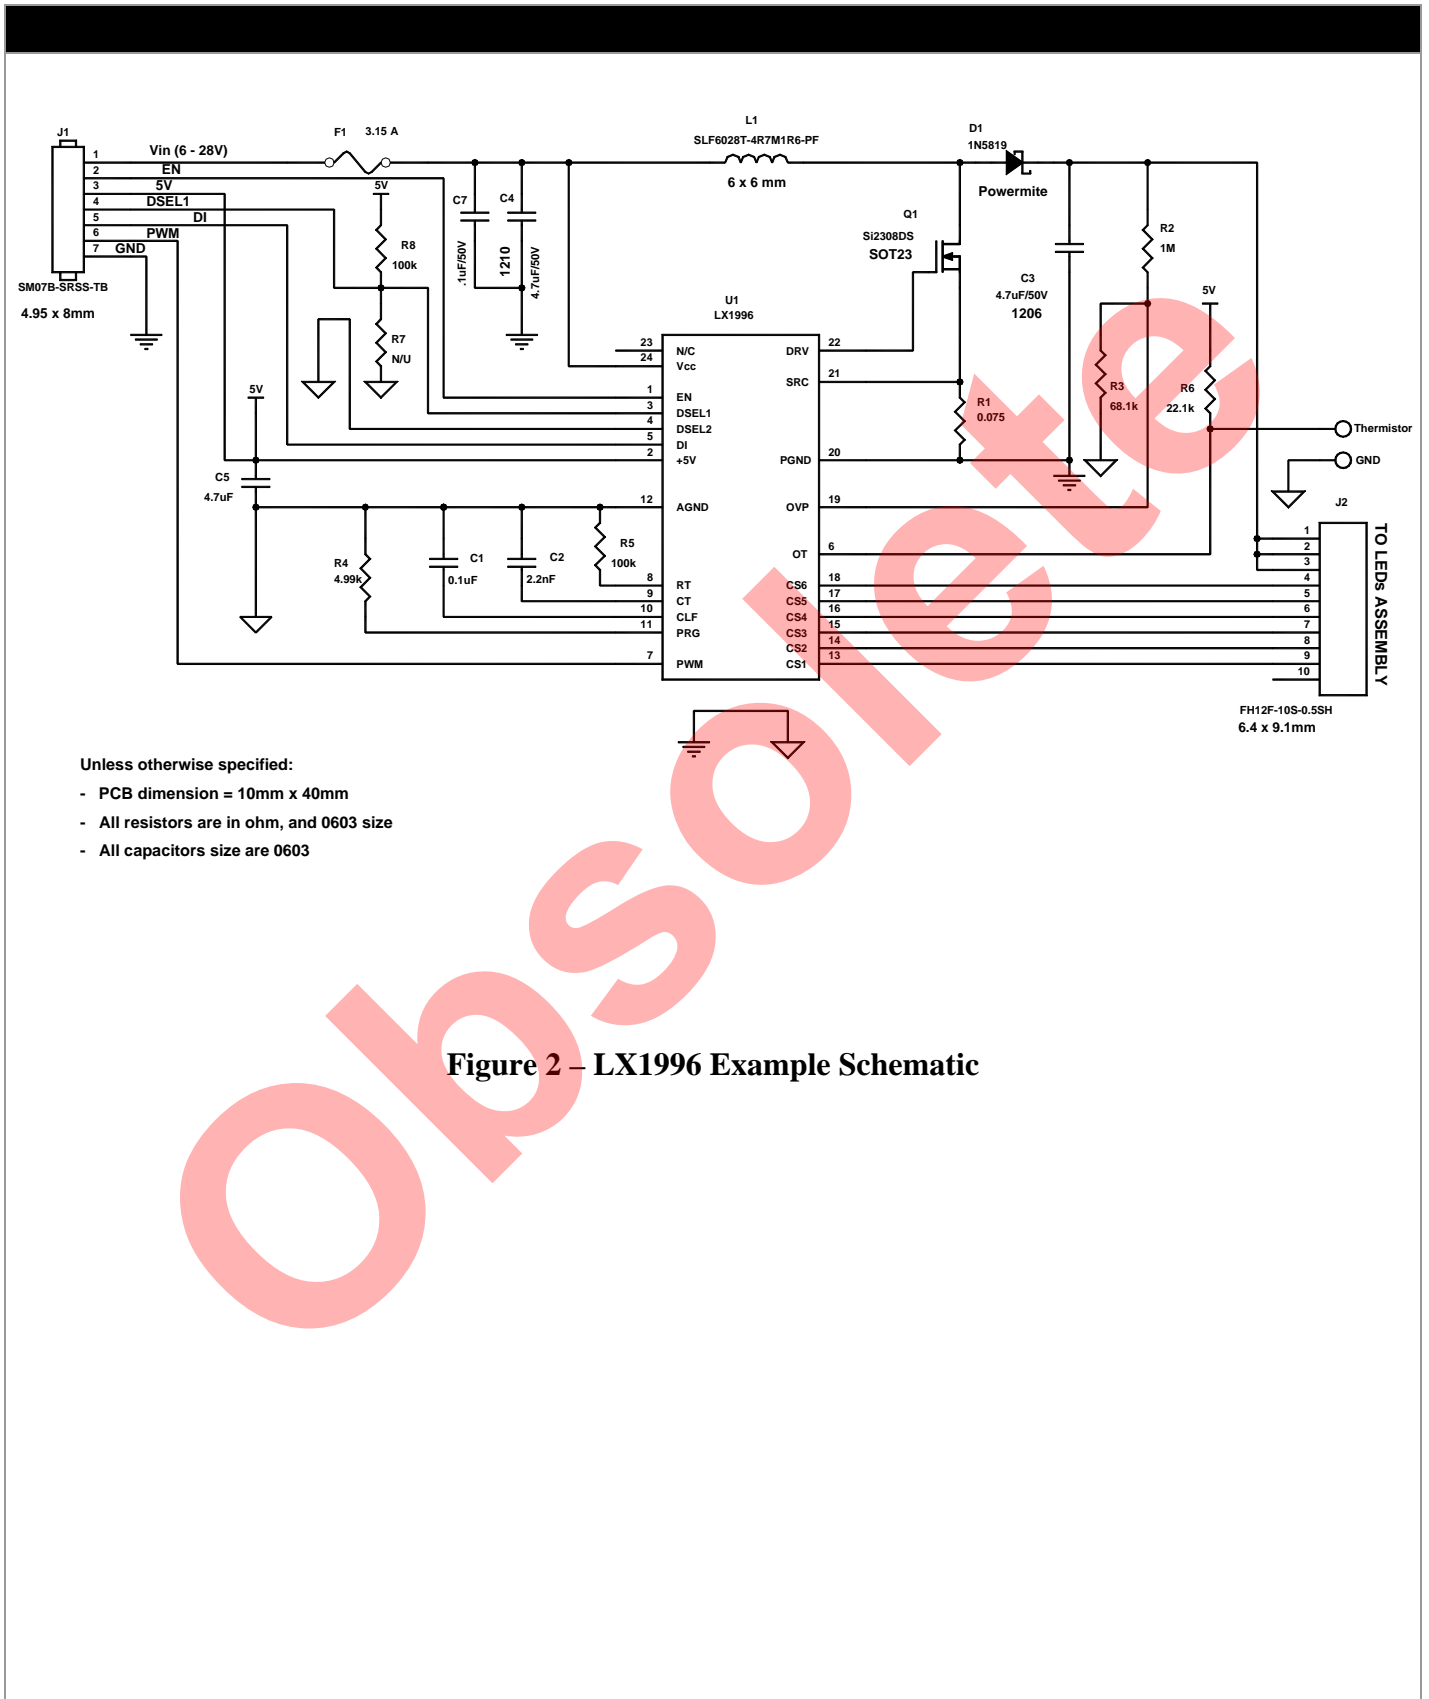 J1
SM07B-SRSS-TB
4.95 x 8mm
1
2
3
4
5
6
7
Vin (6 - 28V)
EN
5V
DSEL1
DI
PWM
GND
F1
3.15 A
5V
R8
100k
R7
N/U
C7
.1uF/50V
C4
1210
4.7uF/50V
L1
SLF6028T-4R7M1R6-PF
6 x 6 mm
D1
1N5819
Powermite
Q1
Si2308DS
SOT23
C3
4.7uF/50V
1206
R2
1M
5V
R3
68.1k
R6
22.1k
R1
0.075
Thermistor
GND
5V
C5
4.7uF
R4
4.99k
C1
0.1uF
C2
2.2nF
R5
100k
U1
LX1996
23 N/C
24 Vcc
1 EN
3 DSEL1
4 DSEL2
5 DI
2 +5V
12 AGND
8 RT
9 CT
10 CLF
11 PRG
7 PWM
DRV 22
SRC 21
PGND 20
OVP 19
OT 6
CS6 18
CS5 17
CS4 16
CS3 15
CS2 14
CS1 13
J2
1
2
3
4
5
6
7
8
9
10
TO LEDs ASSEMBLY
FH12F-10S-0.5SH
6.4 x 9.1mm
Unless otherwise specified:
- PCB dimension = 10mm x 40mm
- All resistors are in ohm, and 0603 size
- All capacitors size are 0603
Obsolete
Figure 2 – LX1996 Example Schematic